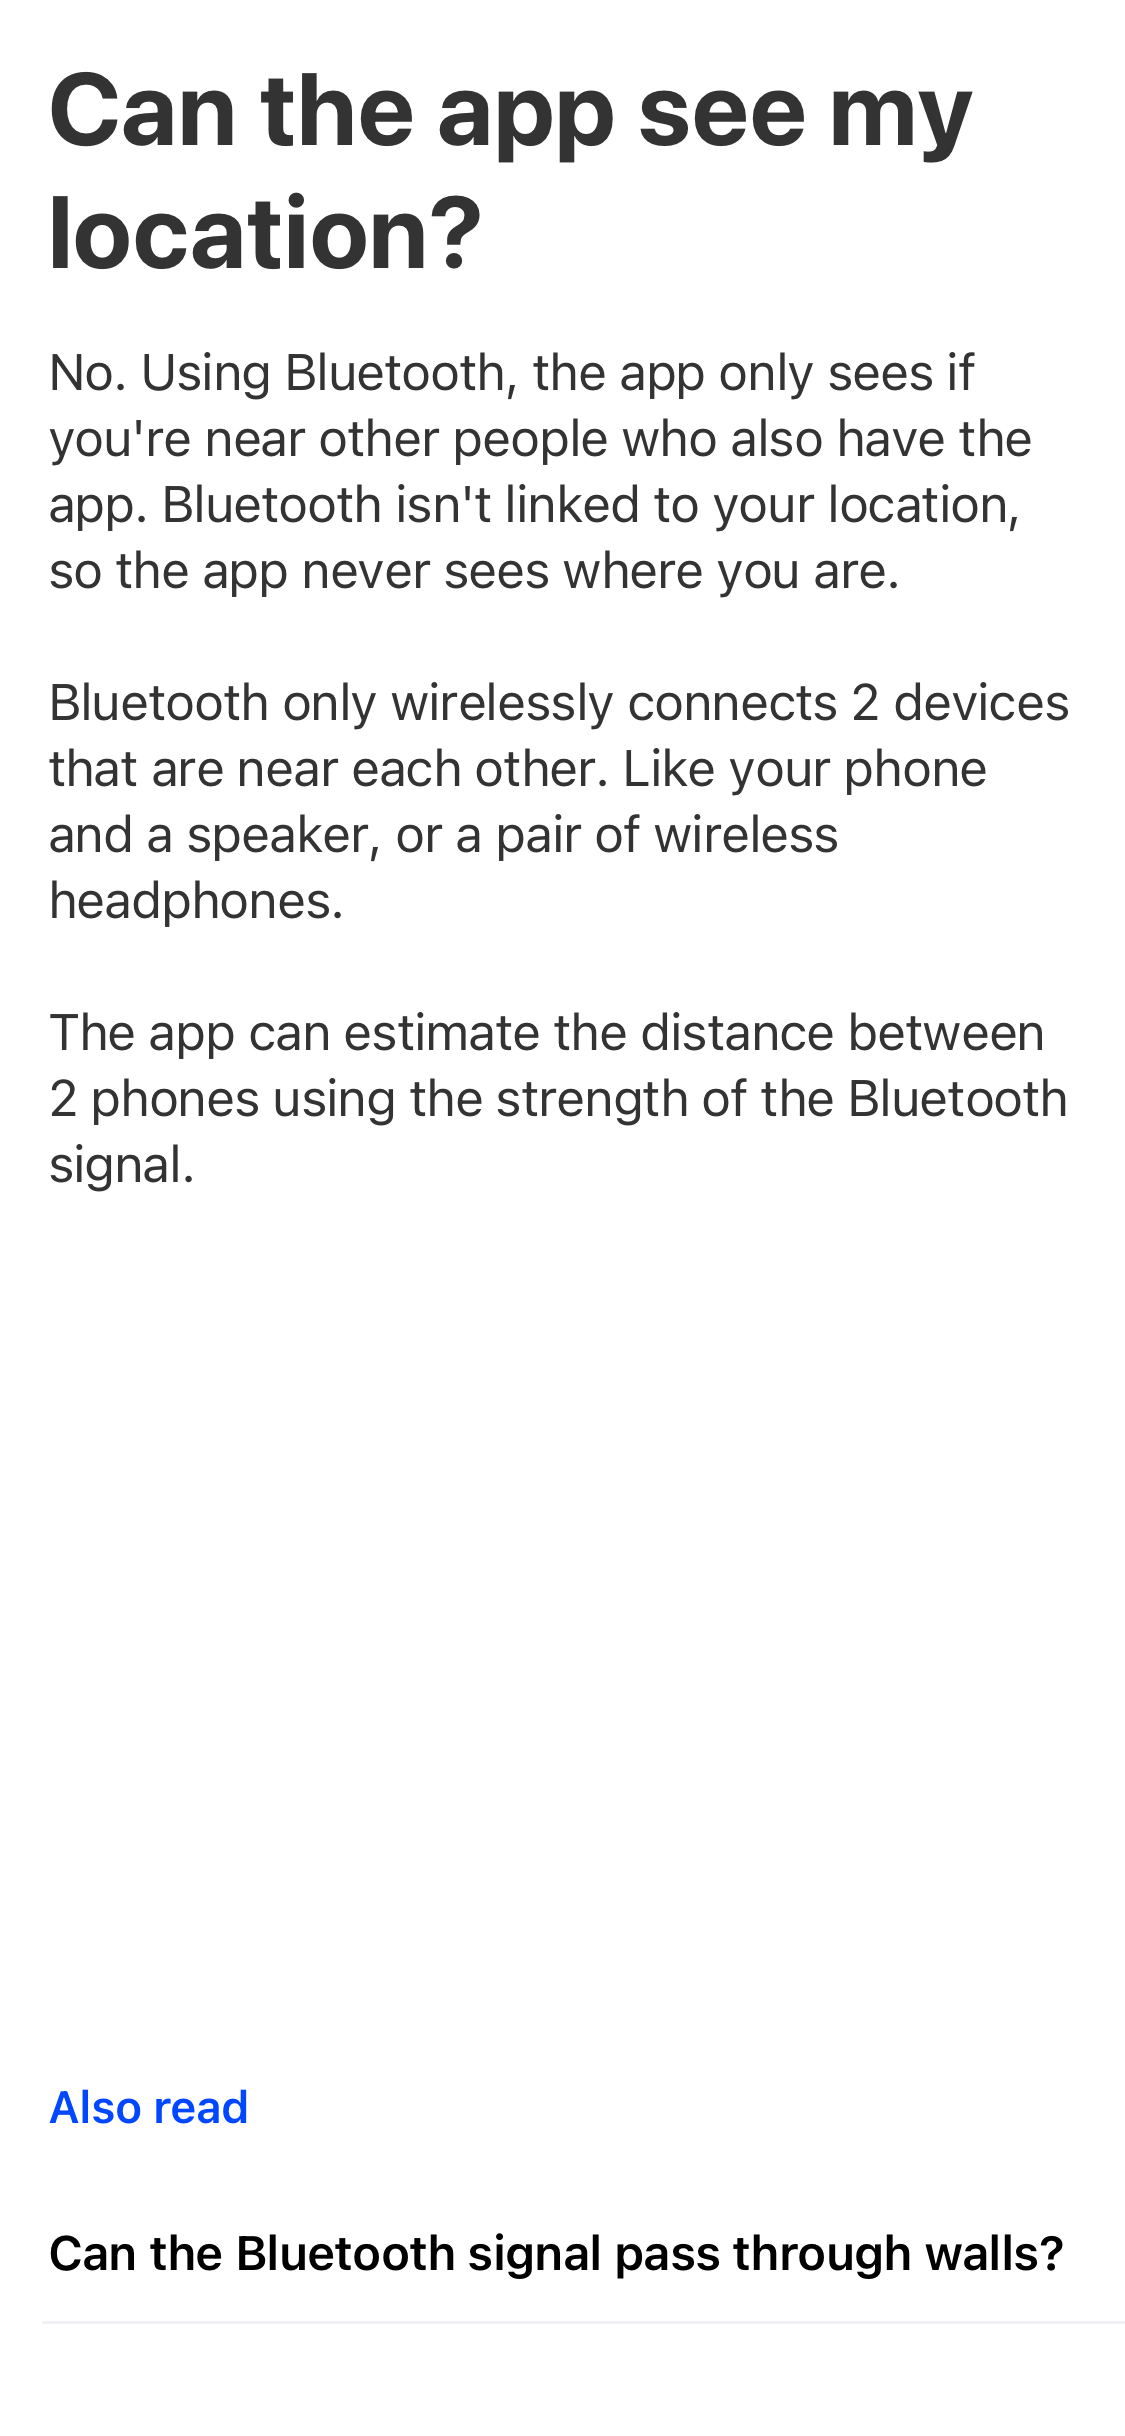 Can the app see my
location?
No. Using Bluetooth, the app only sees if
you're near other people who also have the
app. Bluetooth isn't linked to your location,
so the app never sees where you are.
Bluetooth only wirelessly connects 2 devices
that are near each other. Like your phone
and a speaker, or a pair of wireless
headphones.
The app can estimate the distance between
2 phones using the strength of the Bluetooth
signal.
Also read
Can the Bluetooth signal pass through walls?